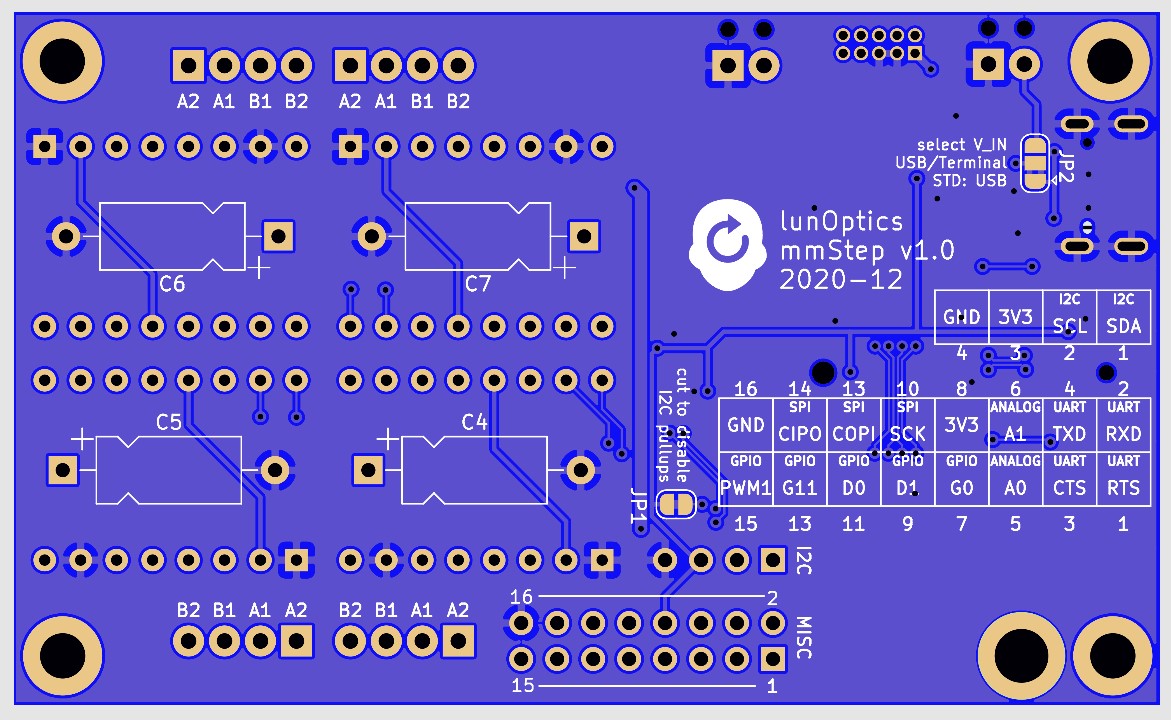 A2 A1 B1 B2 A2 A1 B1 B2
select V_IN
USB/Terminal
STD: USB
JP2
lunOptics
mmStep v1.0
2020-12
C6 C7
I2C I2C
GND 3V3 SCL SDA
4 3 2 1
16 14 13 10 8 6 4 2
SPI SPI SPI ANALOG UART UART
GND CIPO COPI SCK 3V3 A1 TXD RXD
GPIO GPIO GPIO GPIO GPIO ANALOG UART UART
PWM1 G11 D0 D1 G0 A0 CTS RTS
15 13 11 9 7 5 3 1
cut to disable
I2C pullups
JP1
C5 C4
I2C
B2 B1 A1 A2 B2 B1 A1 A2
16 2
MISC
15 1